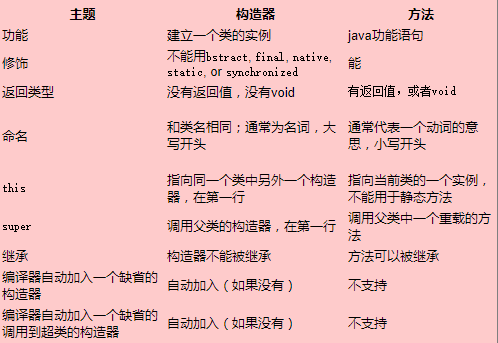 主题 构造器 方法
功能 建立一个类的实例 java功能语句
修饰 不能用bstract, final, native, static, or synchronized 能
返回类型 没有返回值，没有void 有返回值，或者void
命名 和类名相同；通常为名词，大写开头 通常代表一个动词的意思，小写开头
this 指向同一个类中另外一个构造器，在第一行 指向当前类的一个实例，不能用于静态方法
super 调用父类的构造器，在第一行 调用父类中一个重载的方法
继承 构造器不能被继承 方法可以被继承
编译器自动加入一个缺省的构造器 自动加入（如果没有） 不支持
编译器自动加入一个缺省的调用到超类的构造器 自动加入（如果没有） 不支持